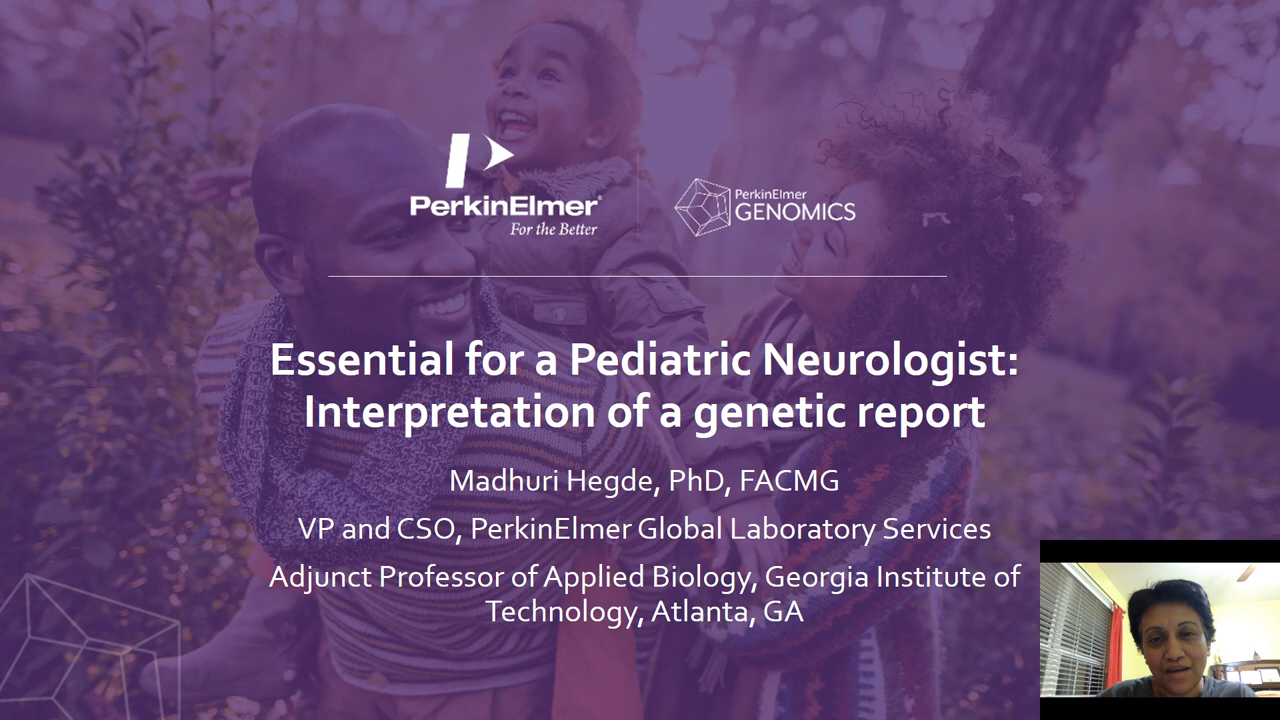 PerkinElmer®
For the Better
PerkinElmer
GENOMICS
Essential for a Pediatric Neurologist:
Interpretation of a genetic report
Madhuri Hegde, PhD, FACMG
VP and CSO, PerkinElmer Global Laboratory Services
Adjunct Professor of Applied Biology, Georgia Institute of
Technology, Atlanta, GA